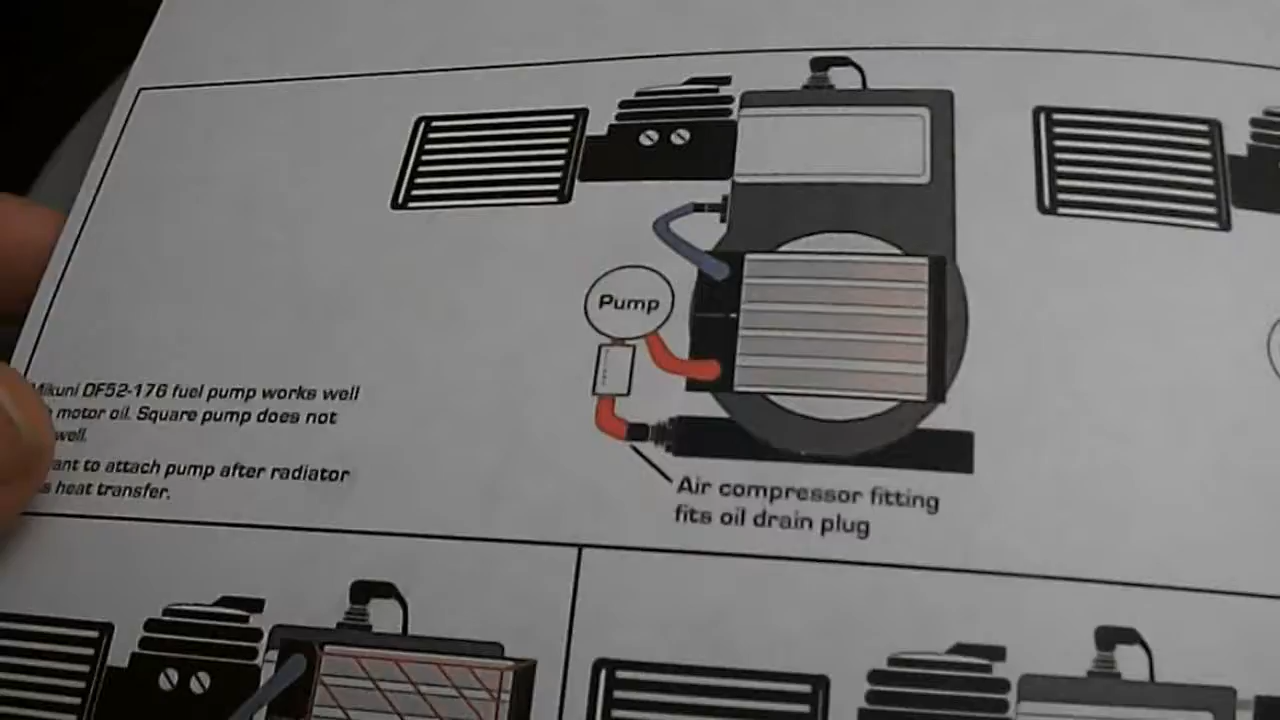 Mikuni DF52-176 fuel pump works well
motor oil. Square pump does not
well.
to attach pump after radiator
heat transfer.
Pump
Air compressor fitting
fits oil drain plug